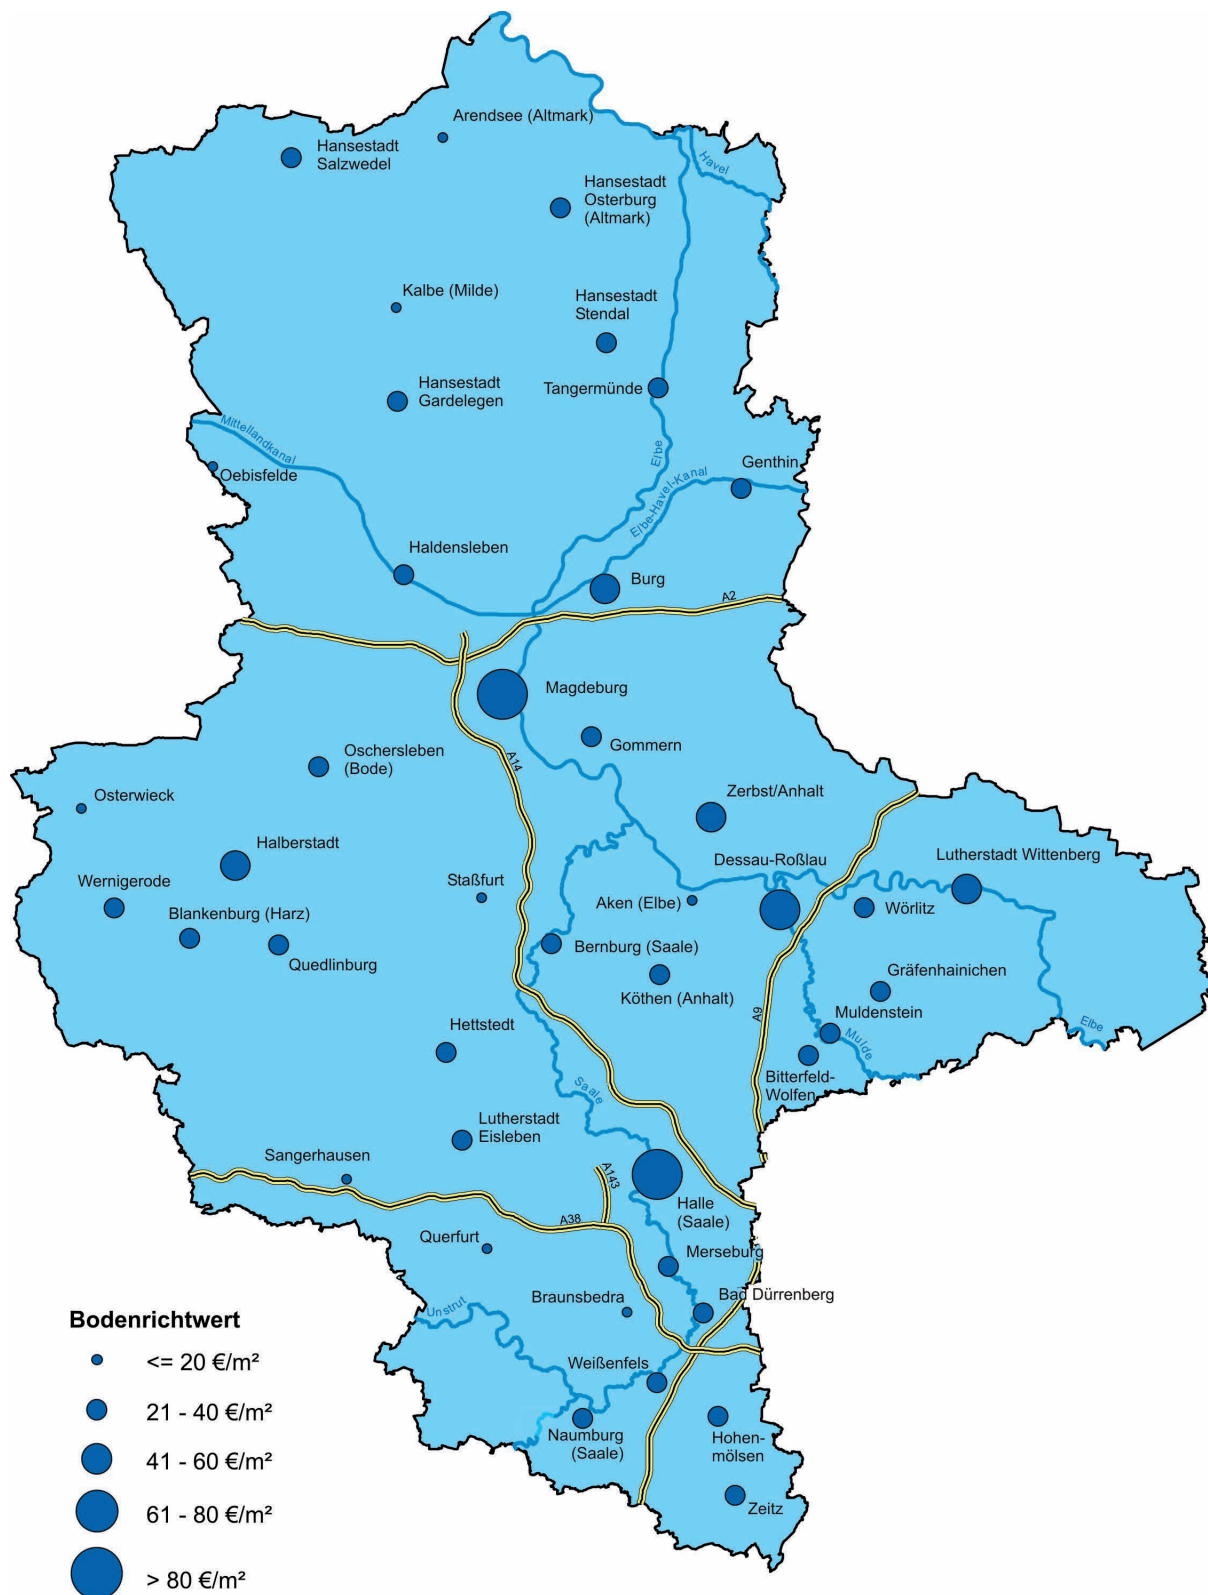 Arendsee (Altmark)
Hansestadt
Salzwedel
Havel
Hansestadt
Osterburg
(Altmark)
Kalbe (Milde)
Hansestadt
Stendal
Hansestadt
Gardelegen
Tangermünde
Mittellandkanal
Elbe
Genthin
Oebisfelde
Elbe-Havel-Kanal
Haldensleben
Burg
A2
Magdeburg
Gommern
Oschersleben
(Bode)
A14
Osterwieck
Zerbst/Anhalt
Halberstadt
Dessau-Roßlau
Lutherstadt Wittenberg
Wernigerode
Staßfurt
Aken (Elbe)
Wörlitz
Blankenburg (Harz)
Bernburg (Saale)
Quedlinburg
Gräfenhainichen
Köthen (Anhalt)
Muldenstein
A9
Elbe
Hettstedt
Mulde
Bitterfeld-
Wolfen
Saale
Lutherstadt
Eisleben
Sangerhausen
A143
Halle
(Saale)
A38
Querfurt
Merseburg
Braunsbedra
Bad Dürrenberg
Unstrut
Weißenfels
Naumburg
(Saale)
Hohen-
mölsen
Zeitz
Bodenrichtwert
<= 20 €/m²
21 - 40 €/m²
41 - 60 €/m²
61 - 80 €/m²
> 80 €/m²